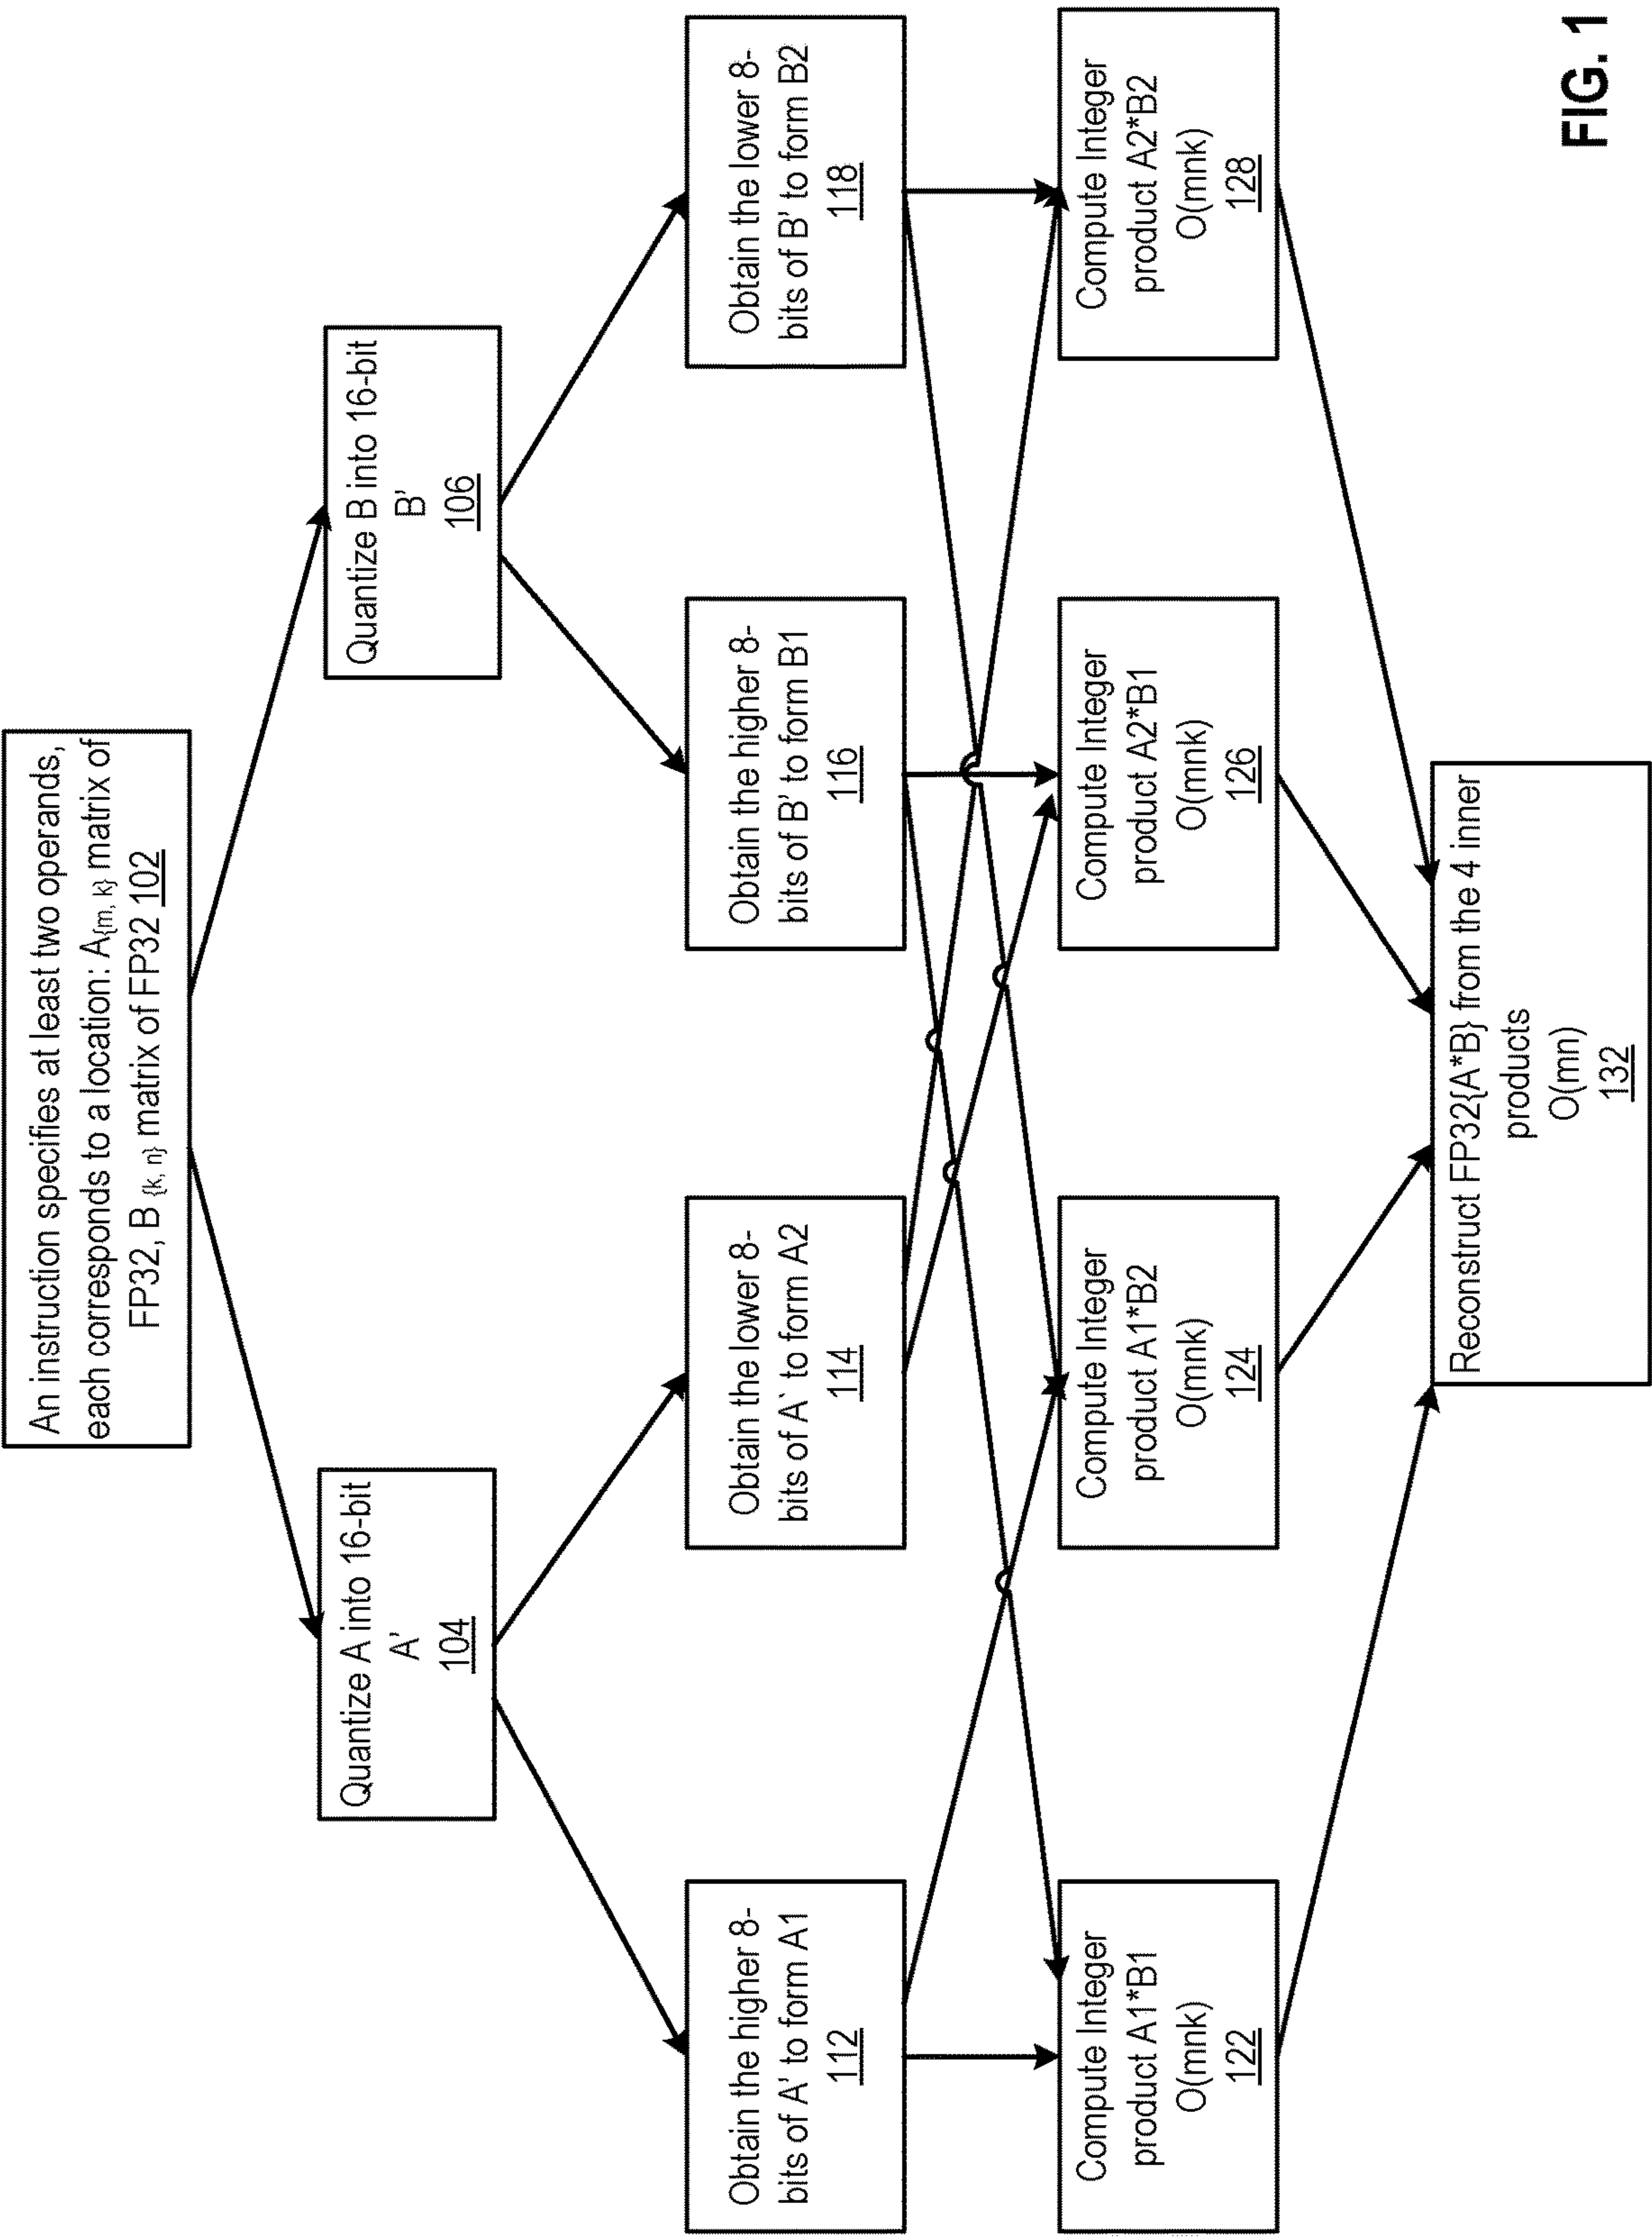 An instruction specifies at least two operands,
each corresponds to a location: A{m, k} matrix of
FP32, B {k, n} matrix of FP32 102
Quantize A into 16-bit
A'
104
Quantize B into 16-bit
B'
106
Obtain the higher 8-
bits of A' to form A1
112
Obtain the lower 8-
bits of A` to form A2
114
Obtain the higher 8-
bits of B' to form B1
116
Obtain the lower 8-
bits of B' to form B2
118
Compute Integer
product A1*B1
O(mnk)
122
Compute Integer
product A1*B2
O(mnk)
124
Compute Integer
product A2*B1
O(mnk)
126
Compute Integer
product A2*B2
O(mnk)
128
Reconstruct FP32{A*B} from the 4 inner
products
O(mn)
132
FIG. 1